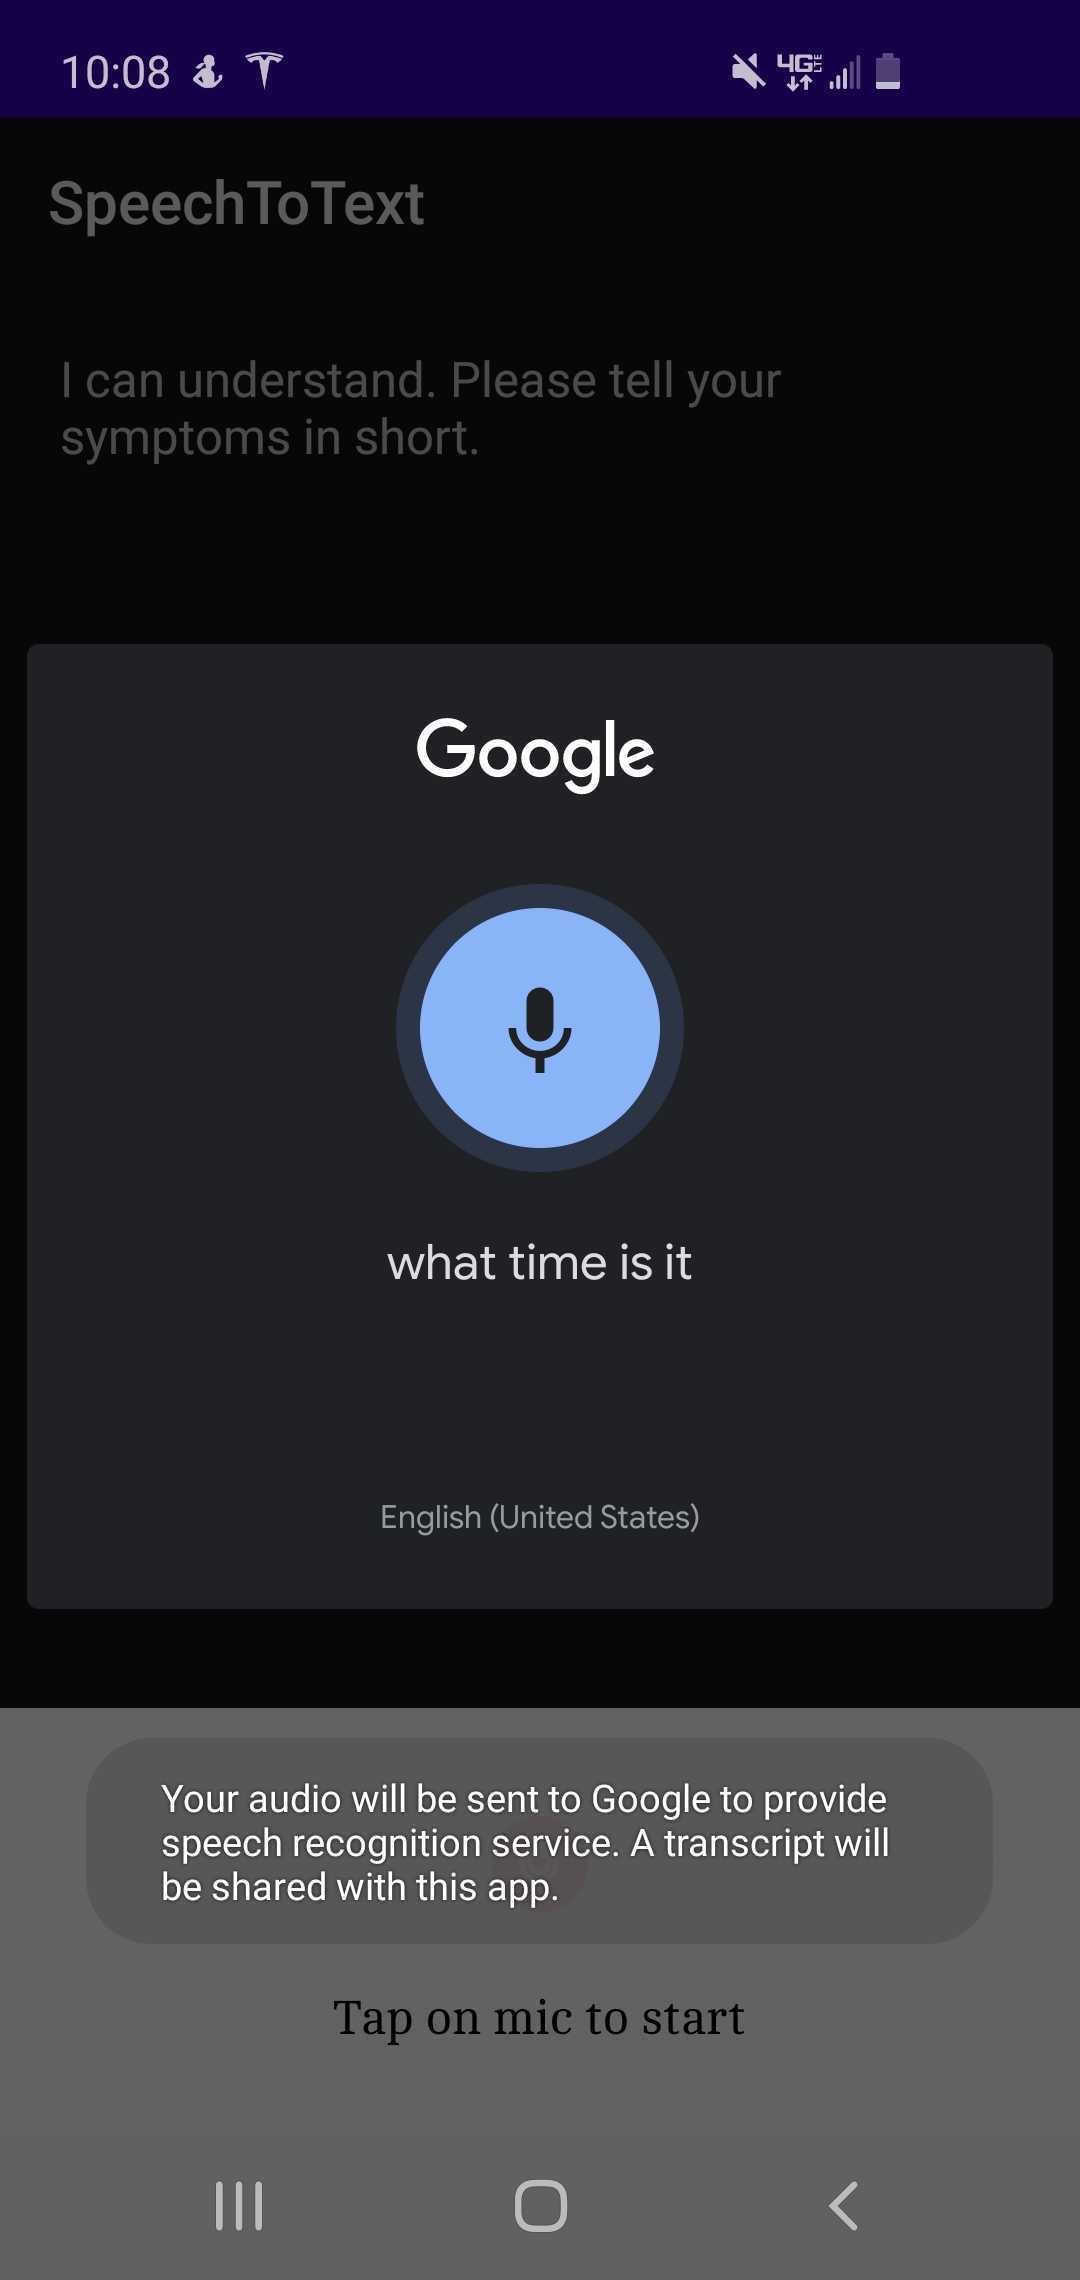 10:08
4G LTE
SpeechToText
I can understand. Please tell your
symptoms in short.
Google
what time is it
English (United States)
Your audio will be sent to Google to provide
speech recognition service. A transcript will
be shared with this app.
Tap on mic to start